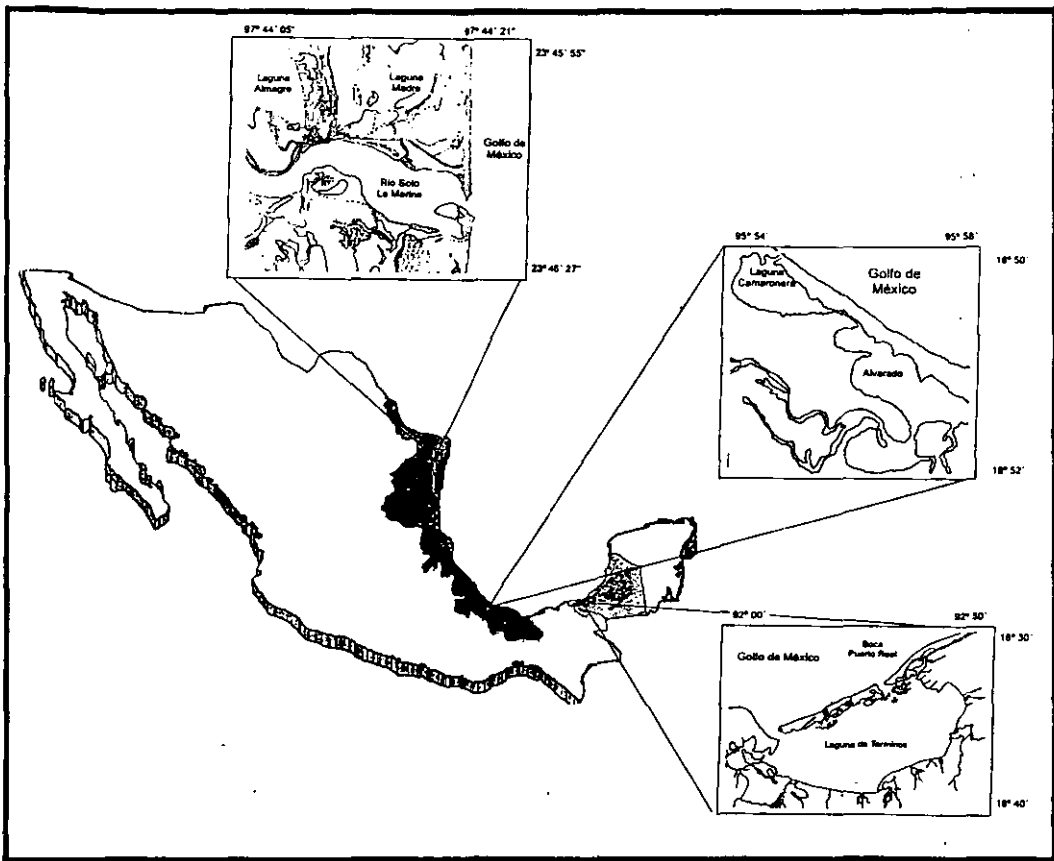 97° 44´ 05¨
97° 44´ 21"
23° 45´ 55"
Laguna
Almagre
Laguna
Madre
Golfo de
México
Río Soto
La Marina
23° 46´ 27"
95° 54´
95° 58´
18° 50´
Laguna
Camaronera
Golfo de
México
Alvarado
18° 52´
92° 00´
92° 50´
18° 30´
Boca
Puerto Real
Golfo de México
Laguna de Terminos
18° 40´